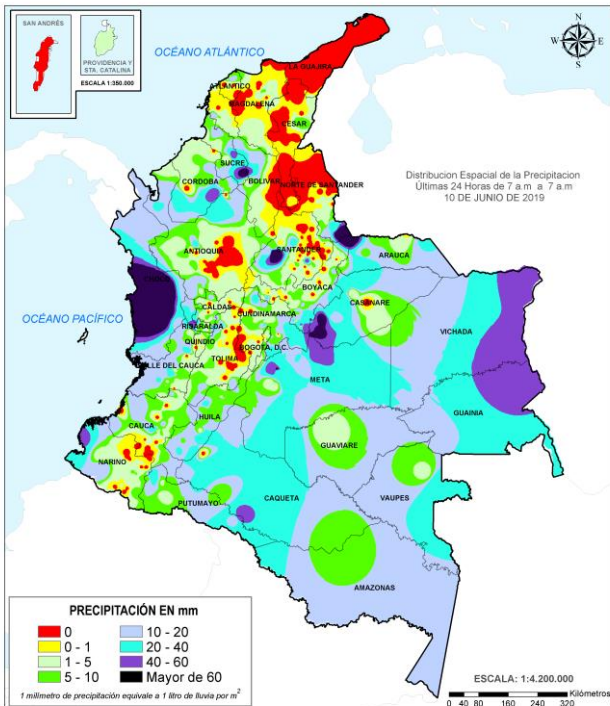 SAN ANDRÉS
PROVIDENCIA Y
STA. CATALINA
ESCALA 1:350.000
OCÉANO ATLÁNTICO
N
W
E
S
LA GUAJIRA
ATLANTICO
MAGDALENA
CESAR
SUCRE
CORDOBA
BOLIVAR
NORTE DE SANTANDER
Distribucion Espacial de la Precipitacion
Últimas 24 Horas de 7 a m a 7 a.m
10 DE JUNIO DE 2019
ANTIOQUIA
SANTANDER
ARAUCA
CHOCO
BOYACA
CASANARE
OCÉANO PACÍFICO
CALDAS
CUNDINAMARCA
RISARALDA
VICHADA
QUINDIO
BOGOTA, D.C.
TOLIMA
VALLE DEL CAUCA
META
GUAINIA
CAUCA
HUILA
GUAVIARE
NARINO
PUTUMAYO
CAQUETA
VAUPES
AMAZONAS
PRECIPITACIÓN EN mm
0
0 - 1
1 - 5
5 - 10
10 - 20
20 - 40
40 - 60
Mayor de 60
1 milimetro de precipitación equivale a 1 litro de lluvia por m²
ESCALA: 1:4.200.000
Kilómetros
0 40 80 160 240 320